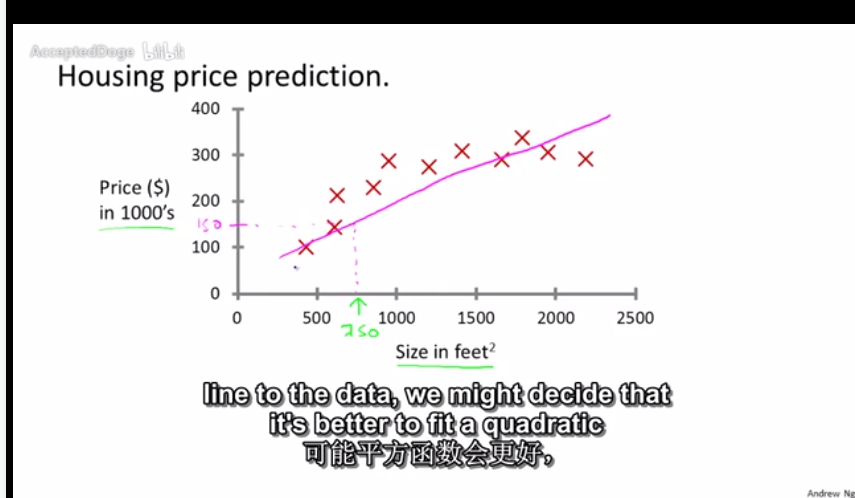 AcceptedDoge bilibili
Housing price prediction.
400
300
Price ($)
in 1000's
200
150
100
0
0 500 1000 1500 2000 2500
750
Size in feet²
line to the data, we might decide that
it's better to fit a quadratic
可能平方函数会更好，
Andrew Ng